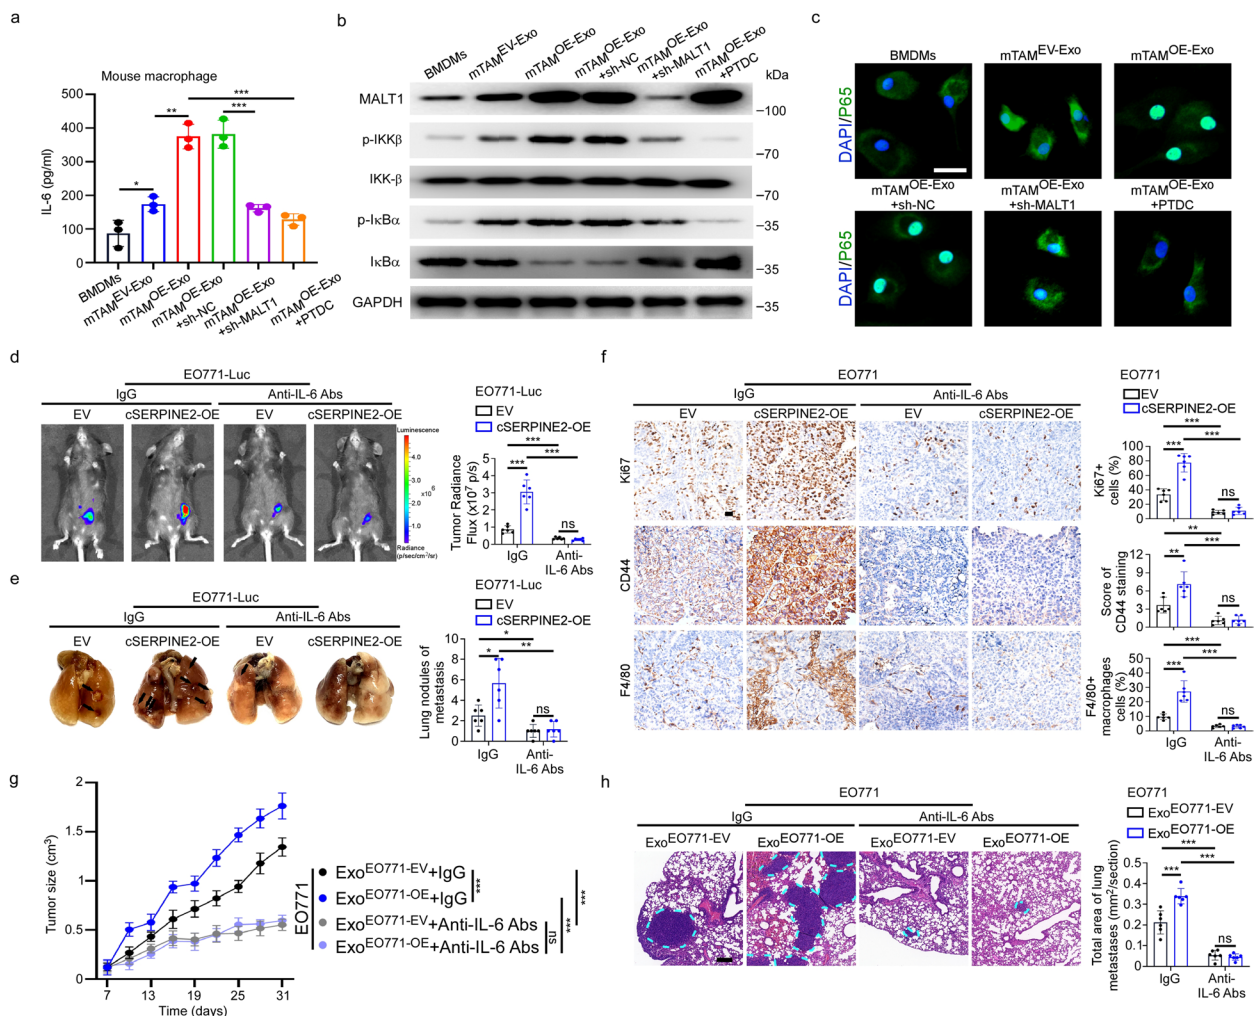 a
Mouse macrophage
IL-6 (pg/ml)
500
400
300
200
100
0
*
**
***
***
BMDMs
mTAMEV-Exo
mTAMOE-Exo
mTAMOE-Exo
+sh-NC
mTAMOE-Exo
+sh-MALT1
mTAMOE-Exo
+PTDC
b
BMDMs
mTAMEV-Exo
mTAMOE-Exo
mTAMOE-Exo
+sh-NC
mTAMOE-Exo
+sh-MALT1
mTAMOE-Exo
+PTDC
kDa
MALT1
–100
p-IKKβ
–70
IKK-β
–70
p-IκBα
–35
IκBα
–35
GAPDH
–35
c
BMDMs
mTAMEV-Exo
mTAMOE-Exo
DAPI/P65
mTAMOE-Exo
+sh-NC
mTAMOE-Exo
+sh-MALT1
mTAMOE-Exo
+PTDC
DAPI/P65
d
EO771-Luc
IgG
Anti-IL-6 Abs
EV
cSERPINE2-OE
EV
cSERPINE2-OE
Luminescence
4.0
3.0
2.0
1.0
x10^6
Radiance
(p/sec/cm²/sr)
EO771-Luc
EV
cSERPINE2-OE
Tumor Radiance
Flux (x10⁷ p/s)
5
4
3
2
1
0
***
***
***
ns
IgG
Anti-
IL-6 Abs
e
EO771-Luc
IgG
Anti-IL-6 Abs
EV
cSERPINE2-OE
EV
cSERPINE2-OE
EO771-Luc
EV
cSERPINE2-OE
Lung nodules of
metastasis
10
8
6
4
2
0
*
**
*
ns
IgG
Anti-
IL-6 Abs
f
EO771
IgG
Anti-IL-6 Abs
EV
cSERPINE2-OE
EV
cSERPINE2-OE
Ki67
CD44
F4/80
EO771
EV
cSERPINE2-OE
Ki67+
cells (%)
100
80
60
40
20
0
***
***
***
ns
Score of
CD44 staining
12
9
6
3
0
**
***
**
ns
F4/80+
macrophages
cells (%)
50
40
30
20
10
0
***
***
***
ns
IgG
Anti-
IL-6 Abs
g
Tumor size (cm³)
2
1.5
1
0.5
0
7
13
19
25
31
Time (days)
EO771
ExoEO771-EV+IgG
ExoEO771-OE+IgG
ExoEO771-EV+Anti-IL-6 Abs
ExoEO771-OE+Anti-IL-6 Abs
***
ns
***
***
h
EO771
IgG
Anti-IL-6 Abs
ExoEO771-EV
ExoEO771-OE
ExoEO771-EV
ExoEO771-OE
EO771
ExoEO771-EV
ExoEO771-OE
Total area of lung
metastases (mm²/section)
0.5
0.4
0.3
0.2
0.1
0
***
***
***
ns
IgG
Anti-
IL-6 Abs